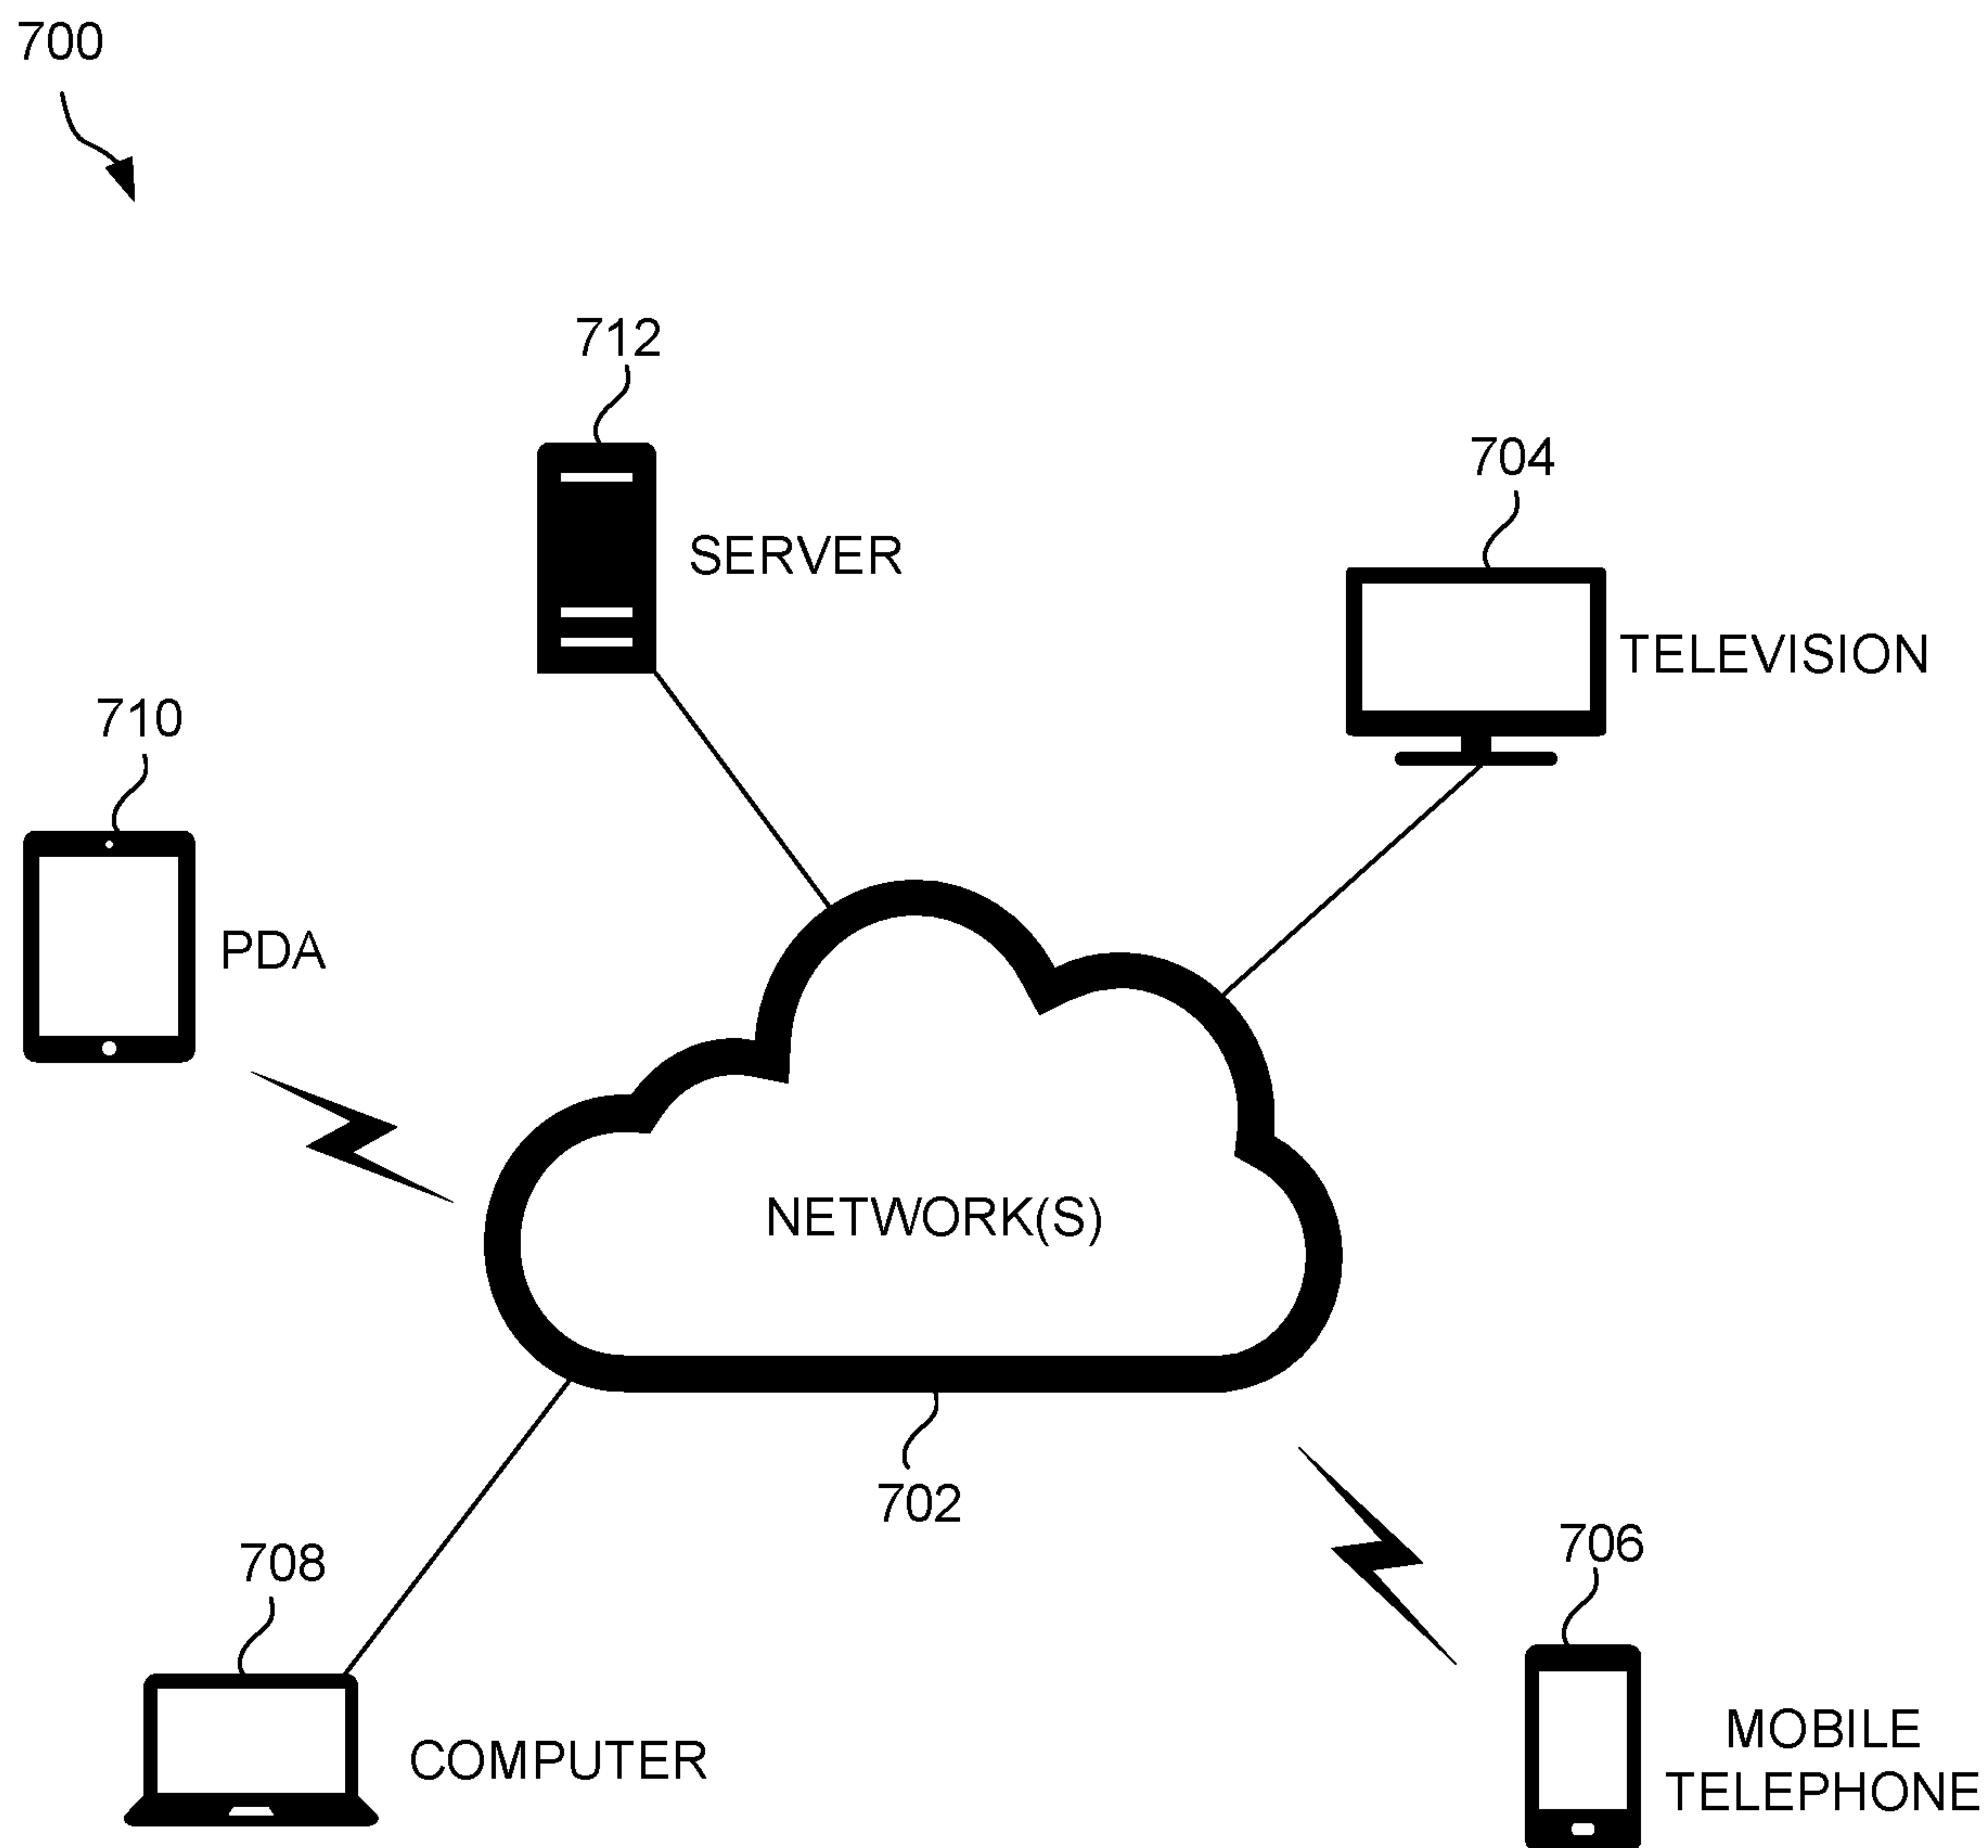 700
712
SERVER
704
TELEVISION
710
PDA
NETWORK(S)
702
708
COMPUTER
706
MOBILE
TELEPHONE